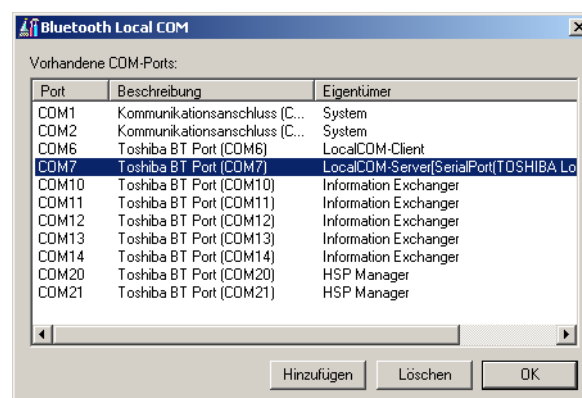 Bluetooth Local COM
Vorhandene COM-Ports:
Port Beschreibung Eigentümer
COM1 Kommunikationsanschluss (C... System
COM2 Kommunikationsanschluss (C... System
COM6 Toshiba BT Port (COM6) LocalCOM-Client
COM7 Toshiba BT Port (COM7) LocalCOM-Server[SerialPort(TOSHIBA Lo
COM10 Toshiba BT Port (COM10) Information Exchanger
COM11 Toshiba BT Port (COM11) Information Exchanger
COM12 Toshiba BT Port (COM12) Information Exchanger
COM13 Toshiba BT Port (COM13) Information Exchanger
COM14 Toshiba BT Port (COM14) Information Exchanger
COM20 Toshiba BT Port (COM20) HSP Manager
COM21 Toshiba BT Port (COM21) HSP Manager
Hinzufügen Löschen OK